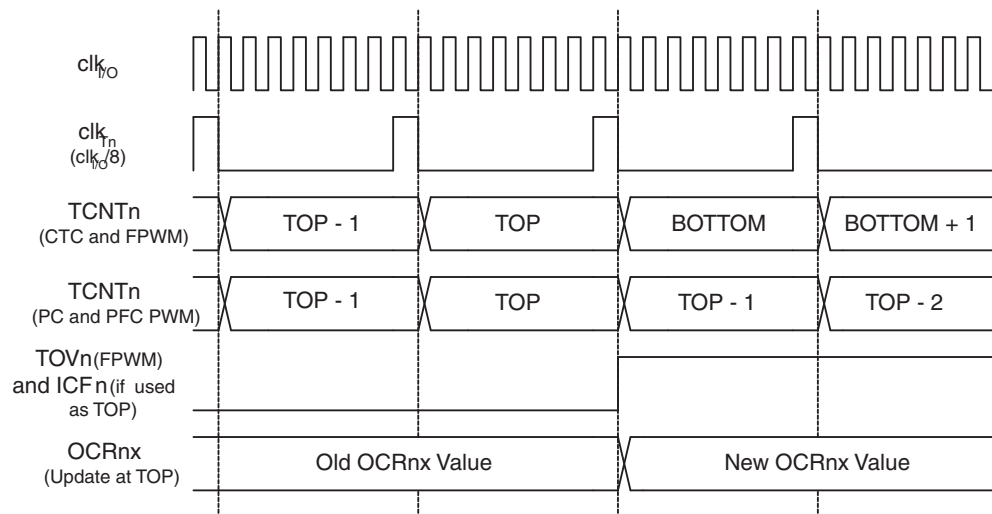 clkI/O
clkTn
(clkI/O/8)
TCNTn
(CTC and FPWM)
TOP - 1
TOP
BOTTOM
BOTTOM + 1
TCNTn
(PC and PFC PWM)
TOP - 1
TOP
TOP - 1
TOP - 2
TOVn(FPWM)
and ICFn(if used
as TOP)
OCRnx
(Update at TOP)
Old OCRnx Value
New OCRnx Value